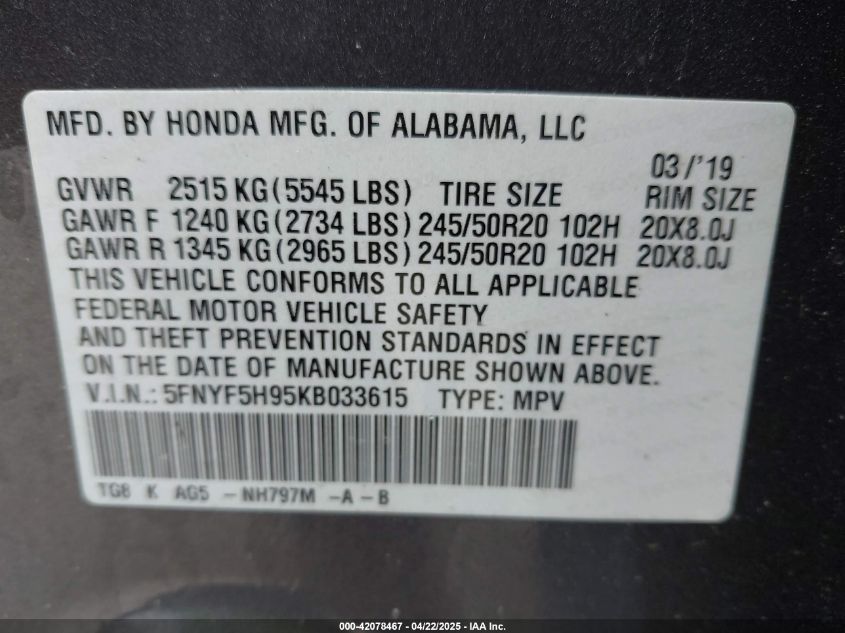 MFD. BY HONDA MFG. OF ALABAMA, LLC
03/'19
GVWR 2515 KG (5545 LBS) TIRE SIZE RIM SIZE
GAWR F 1240 KG (2734 LBS) 245/50R20 102H 20X8.0J
GAWR R 1345 KG (2965 LBS) 245/50R20 102H 20X8.0J
THIS VEHICLE CONFORMS TO ALL APPLICABLE
FEDERAL MOTOR VEHICLE SAFETY
AND THEFT PREVENTION STANDARDS IN EFFECT
ON THE DATE OF MANUFACTURE SHOWN ABOVE.
V.I.N.: 5FNYF5H95KB033615 TYPE: MPV
TG8 K AG5 -NH797M -A-B
000-42078467 - 04/22/2025 - IAA Inc.